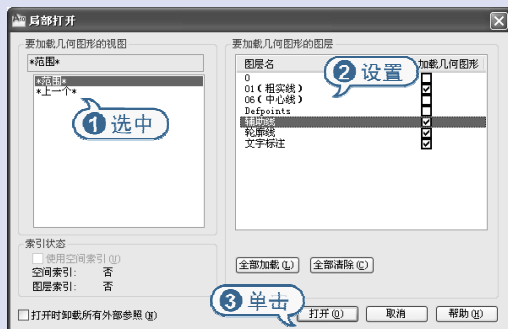 局部打开
要加载几何图形的视图
*范围*
*范围*
*上一个*
❶ 选中
索引状态
使用空间索引(U)
空间索引: 否
图层索引: 否
打开时卸载所有外部参照(N)
要加载几何图形的图层
图层名 加载几何图形
❷ 设置
0
01(粗实线)
06(中心线)
Defpoints
辅助线
轮廓线
文字标注
全部加载(L) 全部清除(C)
❸ 单击
打开(O) 取消 帮助(H)